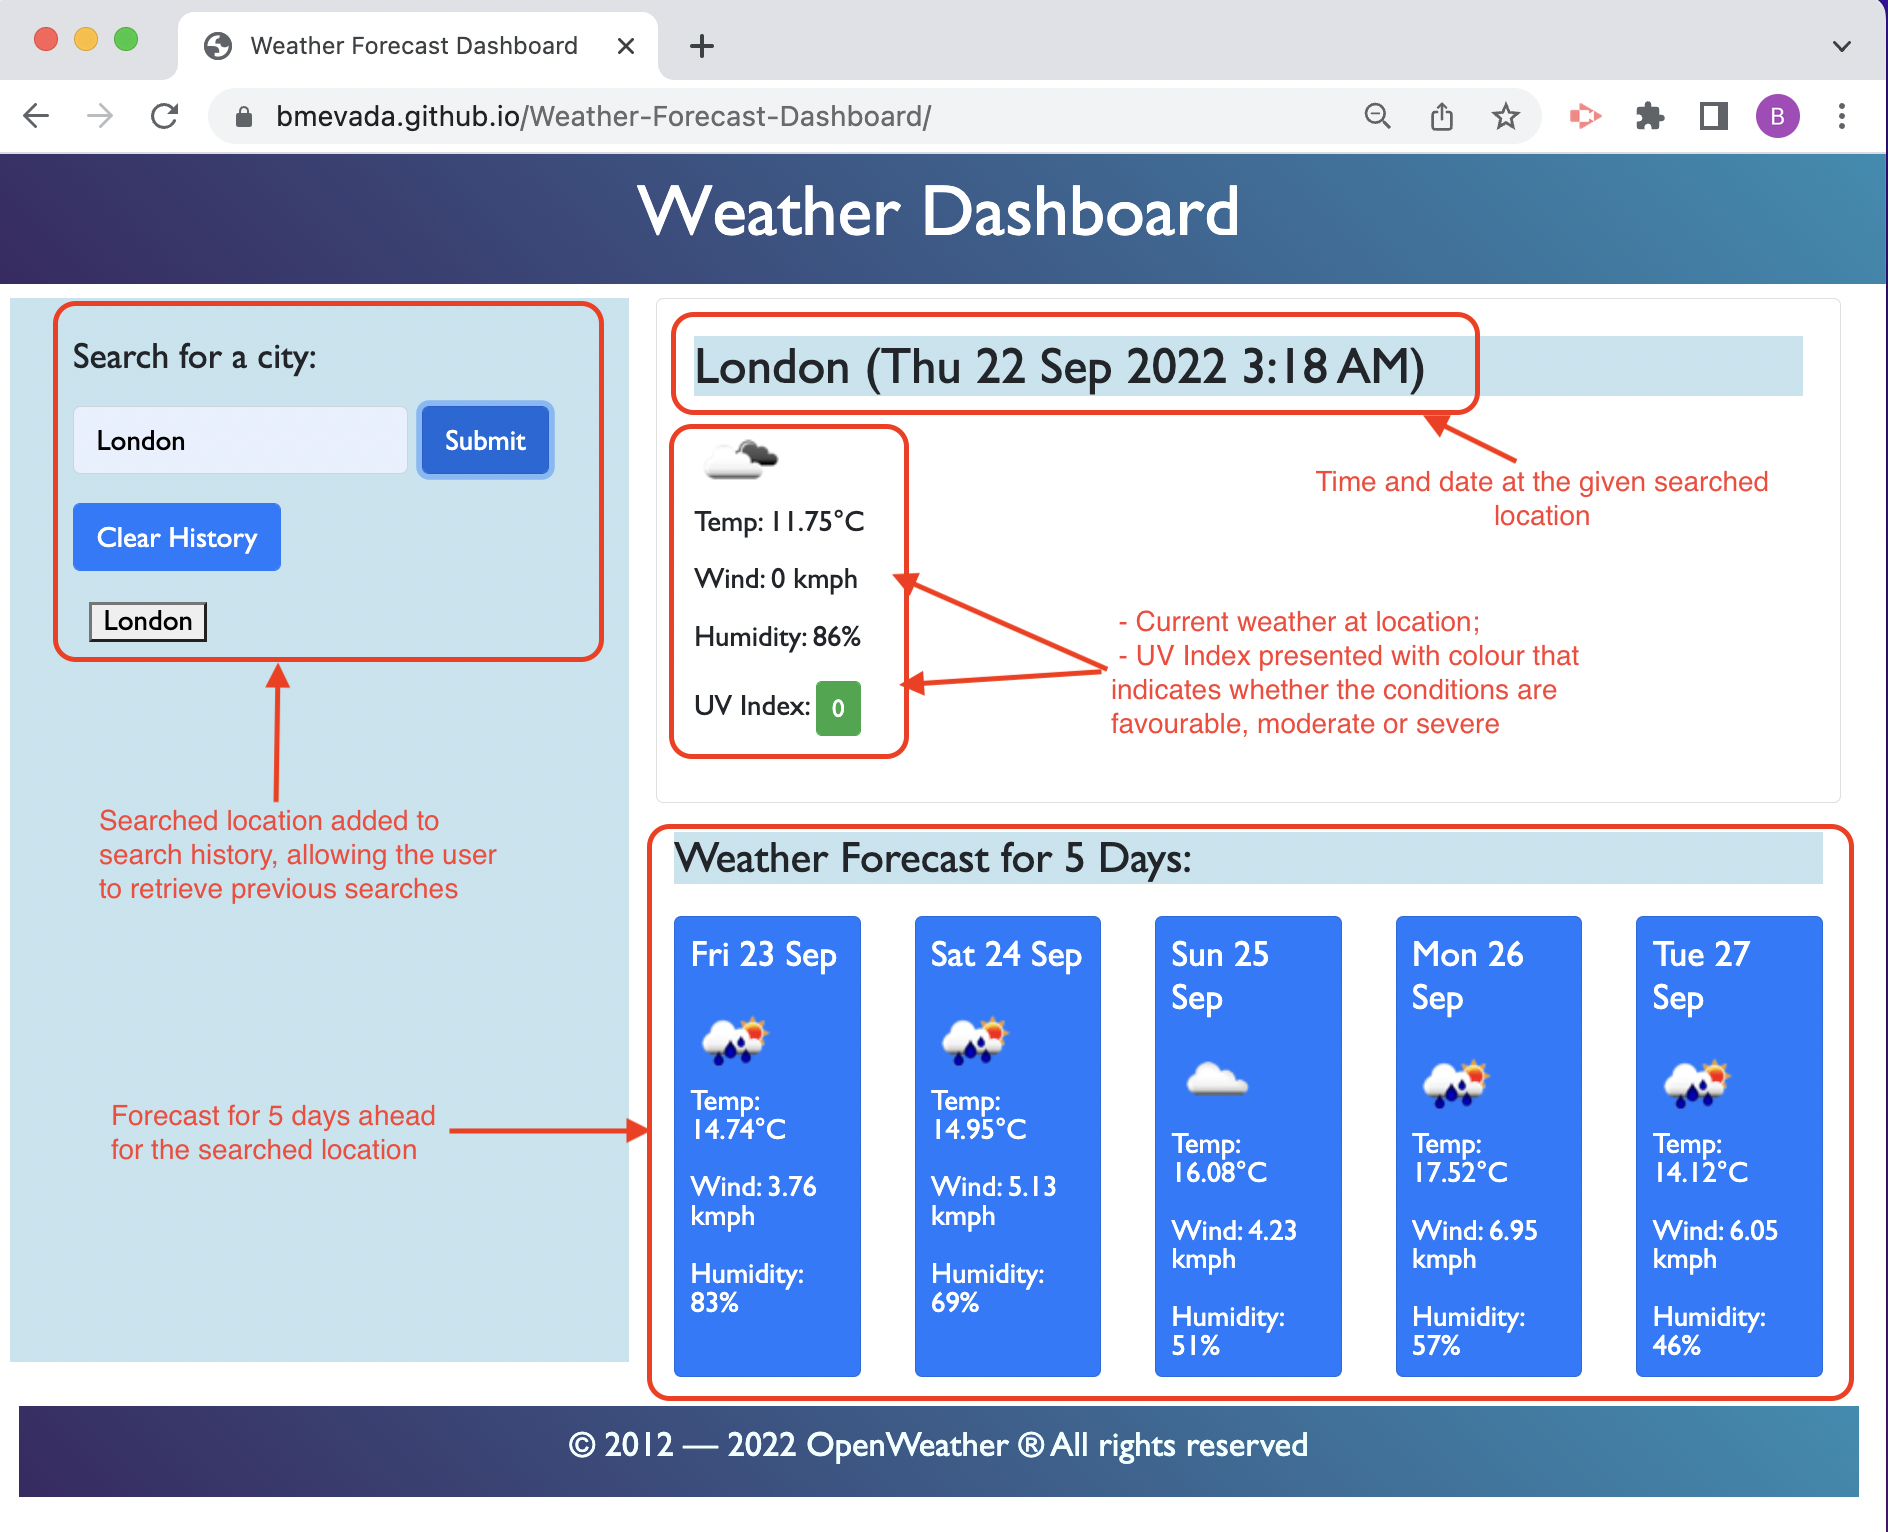 Weather Forecast Dashboard
bmevada.github.io/Weather-Forecast-Dashboard/
B
Weather Dashboard
Search for a city:
London
Submit
Clear History
London
Searched location added to
search history, allowing the user
to retrieve previous searches
Forecast for 5 days ahead
for the searched location
London (Thu 22 Sep 2022 3:18 AM)
Temp: 11.75°C
Wind: 0 kmph
Humidity: 86%
UV Index: 0
Time and date at the given searched
location
- Current weather at location;
- UV Index presented with colour that
indicates whether the conditions are
favourable, moderate or severe
Weather Forecast for 5 Days:
Fri 23 Sep
Temp:
14.74°C
Wind: 3.76
kmph
Humidity:
83%
Sat 24 Sep
Temp:
14.95°C
Wind: 5.13
kmph
Humidity:
69%
Sun 25
Sep
Temp:
16.08°C
Wind: 4.23
kmph
Humidity:
51%
Mon 26
Sep
Temp:
17.52°C
Wind: 6.95
kmph
Humidity:
57%
Tue 27
Sep
Temp:
14.12°C
Wind: 6.05
kmph
Humidity:
46%
© 2012 — 2022 OpenWeather ® All rights reserved